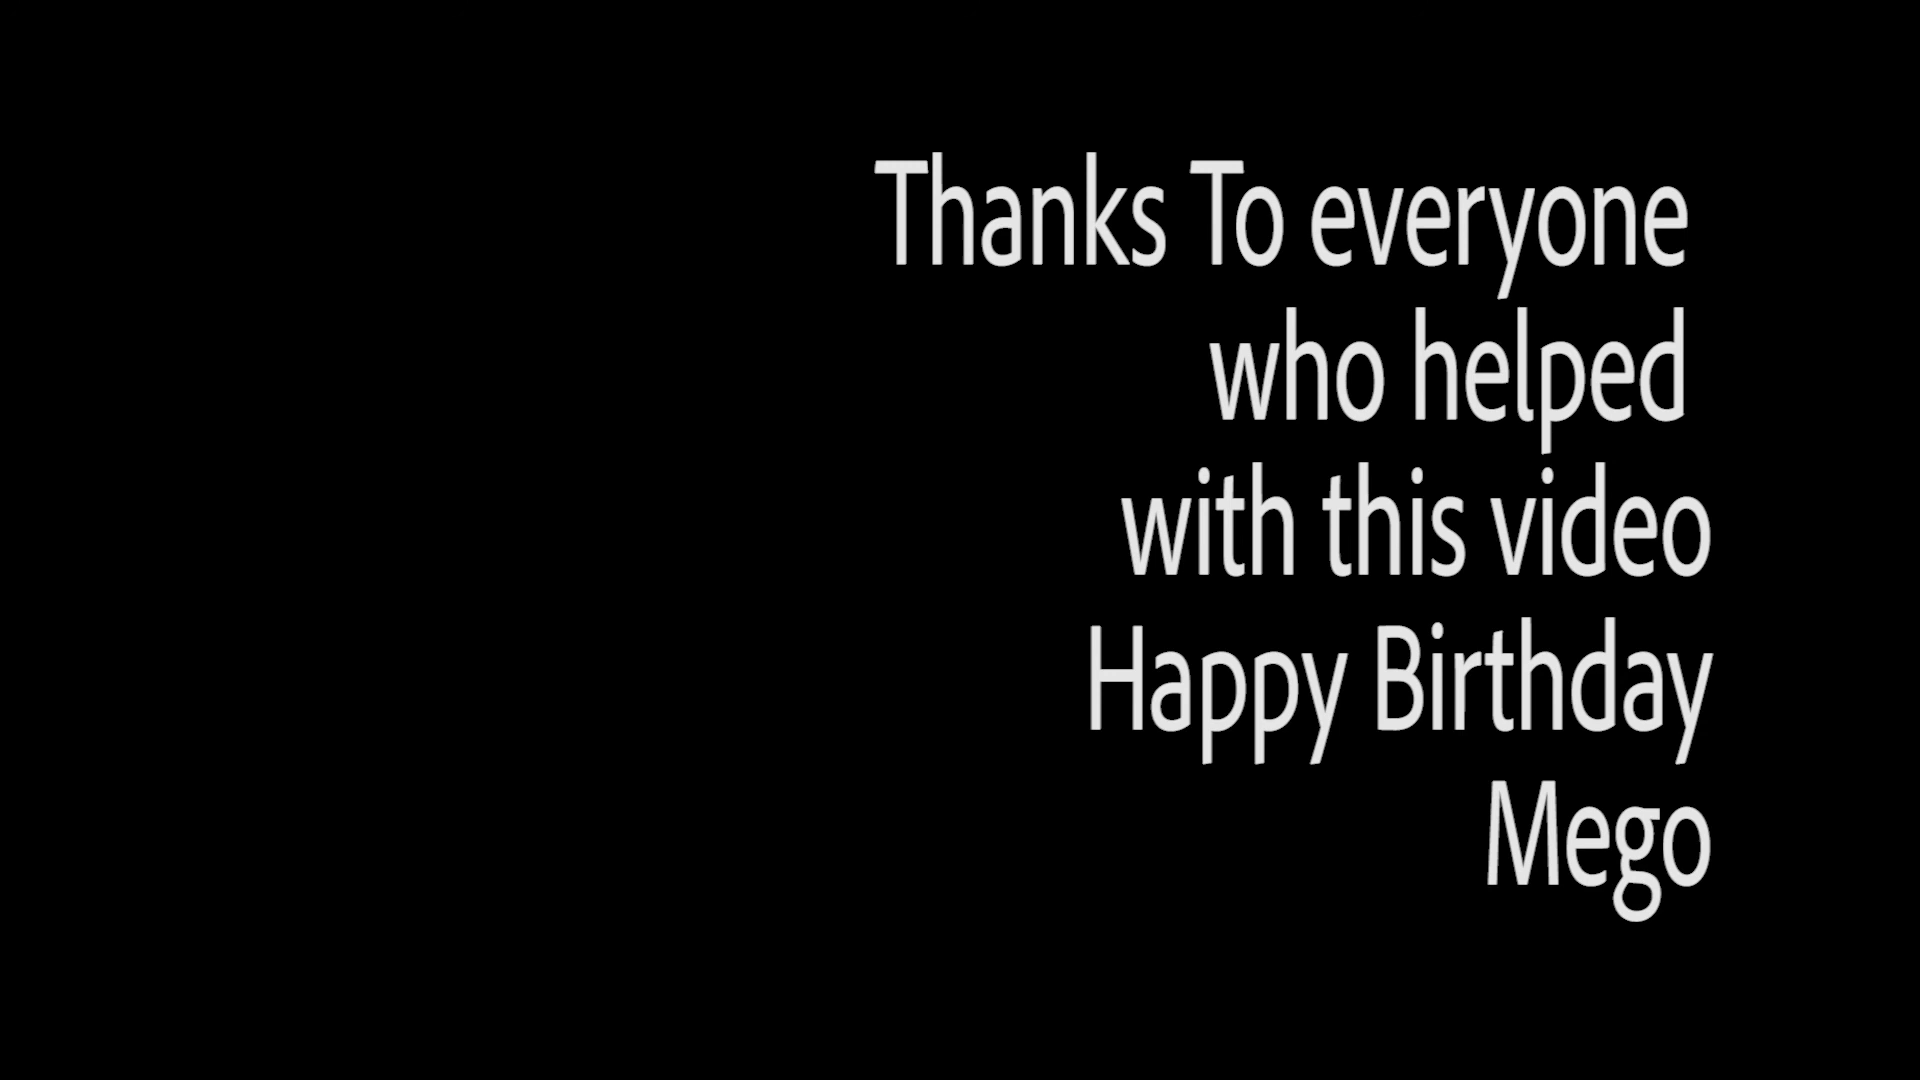 Thanks To everyone
who helped
with this video
Happy Birthday
Mego